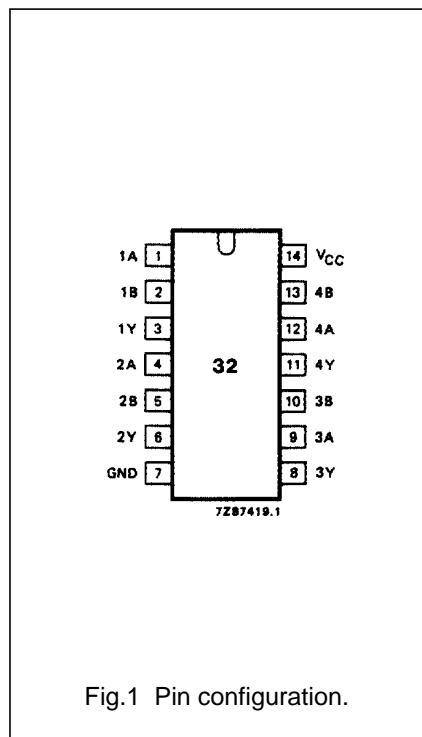 1A 1 14 VCC
1B 2 13 4B
1Y 3 12 4A
2A 4 32 11 4Y
2B 5 10 3B
2Y 6 9 3A
GND 7 8 3Y
7Z87419.1
Fig.1 Pin configuration.